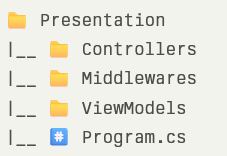 Presentation
|__ Controllers
|__ Middlewares
|__ ViewModels
|__ # Program.cs